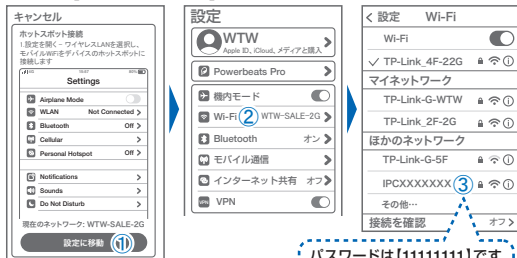 キャンセル
ホットスポット接続
1.設定を開く- ワイヤレスLANを選択し、
モバイルWiFiをデバイスのホットスポットに
接続します
Settings
Airplane Mode
WLAN Not Connected >
Bluetooth Off >
Cellular >
Personal Hotspot Off >
Notifications >
Sounds >
Do Not Disturb >
現在のネットワーク: WTW-SALE-2G
設定に移動 ①
設定
WTW
Apple ID、iCloud、メディアと購入 >
Powerbeats Pro >
機内モード
Wi-Fi ② WTW-SALE-2G >
Bluetooth オン >
モバイル通信 >
インターネット共有 オフ >
VPN VPN
< 設定 Wi-Fi
Wi-Fi
✓ TP-Link_4F-22G
マイネットワーク
TP-Link-G-WTW
TP-Link_2F-2G
ほかのネットワーク
TP-Link-G-5F
IPCXXXXXXX ③
その他…
接続を確認 オフ >
パスワードは【11111111】です